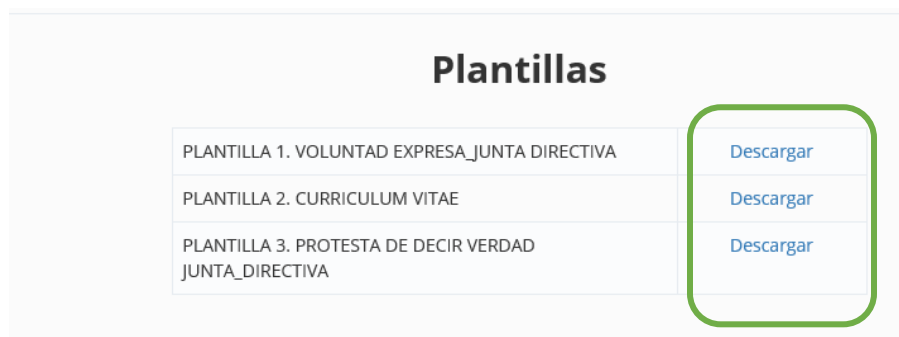 Plantillas
PLANTILLA 1. VOLUNTAD EXPRESA_JUNTA DIRECTIVA Descargar
PLANTILLA 2. CURRICULUM VITAE Descargar
PLANTILLA 3. PROTESTA DE DECIR VERDAD Descargar
JUNTA_DIRECTIVA